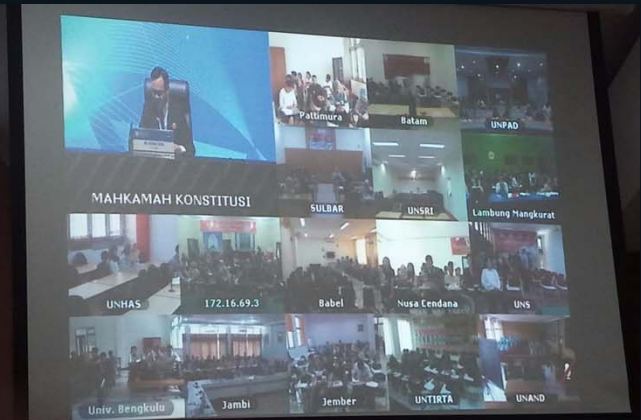 Pattimura
Batam
UNPAD
MAHKAMAH KONSTITUSI
SULBAR
UNSRI
Lambung Mangkurat
UNHAS
172.16.69.3
Babel
Nusa Cendana
UNS
Univ. Bengkulu
Jambi
Jember
UNTIRTA
UNAND